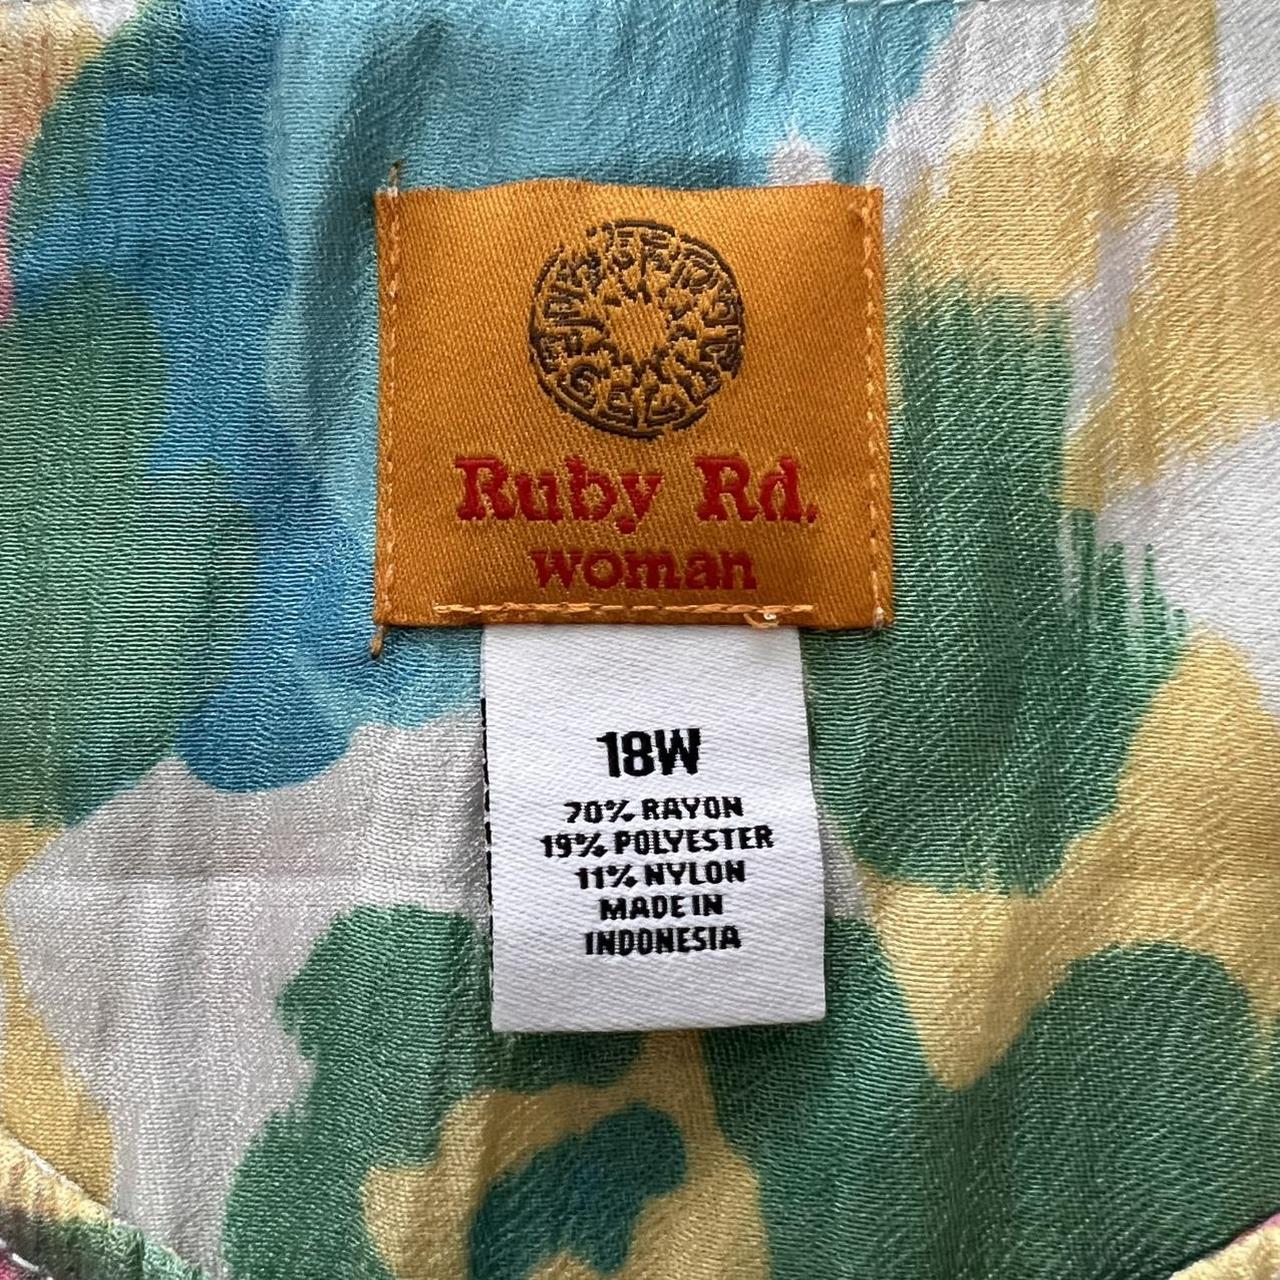 Ruby Rd.
woman
18W
70% RAYON
19% POLYESTER
11% NYLON
MADE IN
INDONESIA